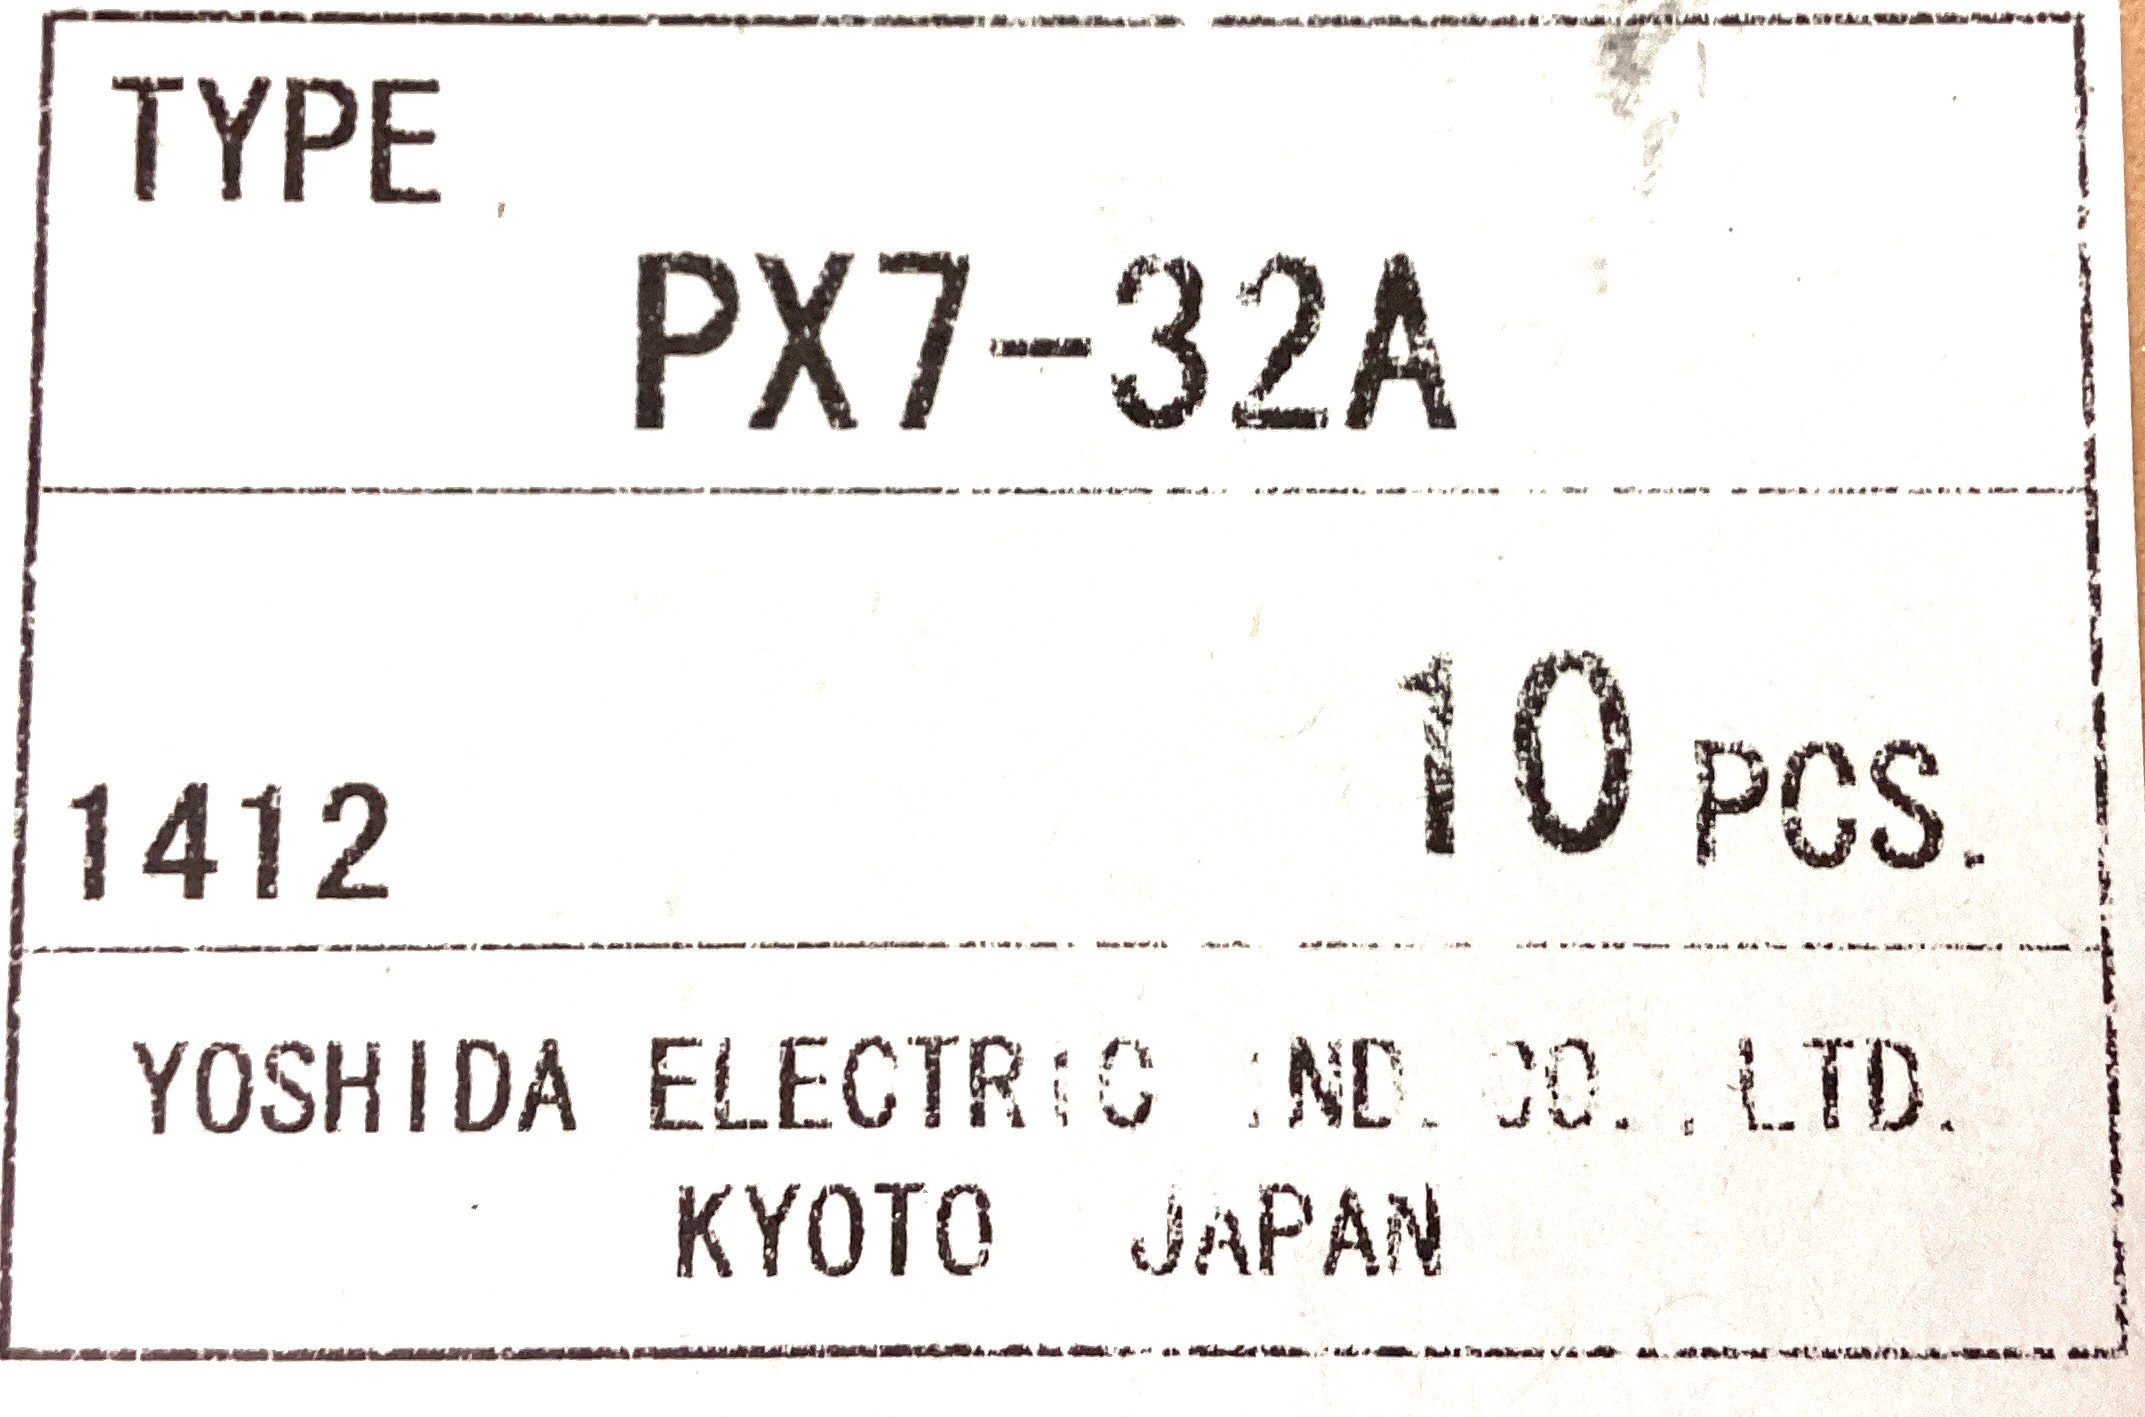 TYPE
PX7-32A
10 PCS.
1412
YOSHIDA ELECTRIC IND. CO.,LTD.
KYOTO JAPAN